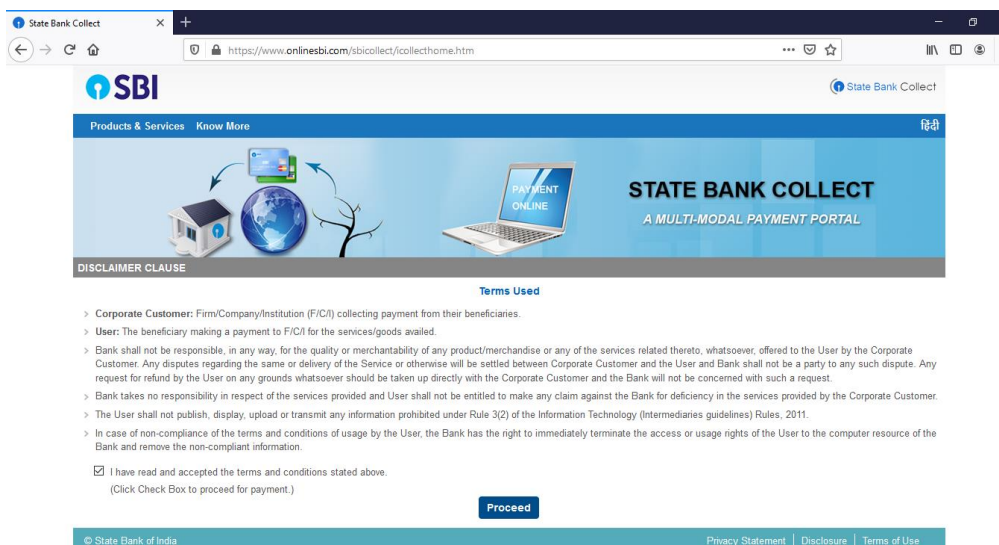 State Bank Collect
https://www.onlinesbi.com/sbicollect/icollecthome.htm
SBI
State Bank Collect
Products & Services Know More हिंदी
PAYMENT
ONLINE
STATE BANK COLLECT
A MULTI-MODAL PAYMENT PORTAL
DISCLAIMER CLAUSE
Terms Used
Corporate Customer: Firm/Company/Institution (F/C/I) collecting payment from their beneficiaries.
User: The beneficiary making a payment to F/C/I for the services/goods availed.
Bank shall not be responsible, in any way, for the quality or merchantability of any product/merchandise or any of the services related thereto, whatsoever, offered to the User by the Corporate
Customer. Any disputes regarding the same or delivery of the Service or otherwise will be settled between Corporate Customer and the User and Bank shall not be a party to any such dispute. Any
request for refund by the User on any grounds whatsoever should be taken up directly with the Corporate Customer and the Bank will not be concerned with such a request.
Bank takes no responsibility in respect of the services provided and User shall not be entitled to make any claim against the Bank for deficiency in the services provided by the Corporate Customer.
The User shall not publish, display, upload or transmit any information prohibited under Rule 3(2) of the Information Technology (Intermediaries guidelines) Rules, 2011.
In case of non-compliance of the terms and conditions of usage by the User, the Bank has the right to immediately terminate the access or usage rights of the User to the computer resource of the
Bank and remove the non-compliant information.
I have read and accepted the terms and conditions stated above.
(Click Check Box to proceed for payment.)
Proceed
© State Bank of India Privacy Statement | Disclosure | Terms of Use